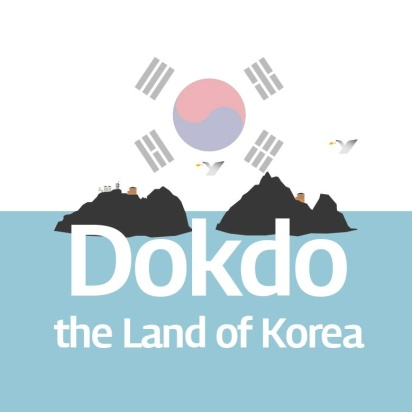 Dokdo
the Land of Korea